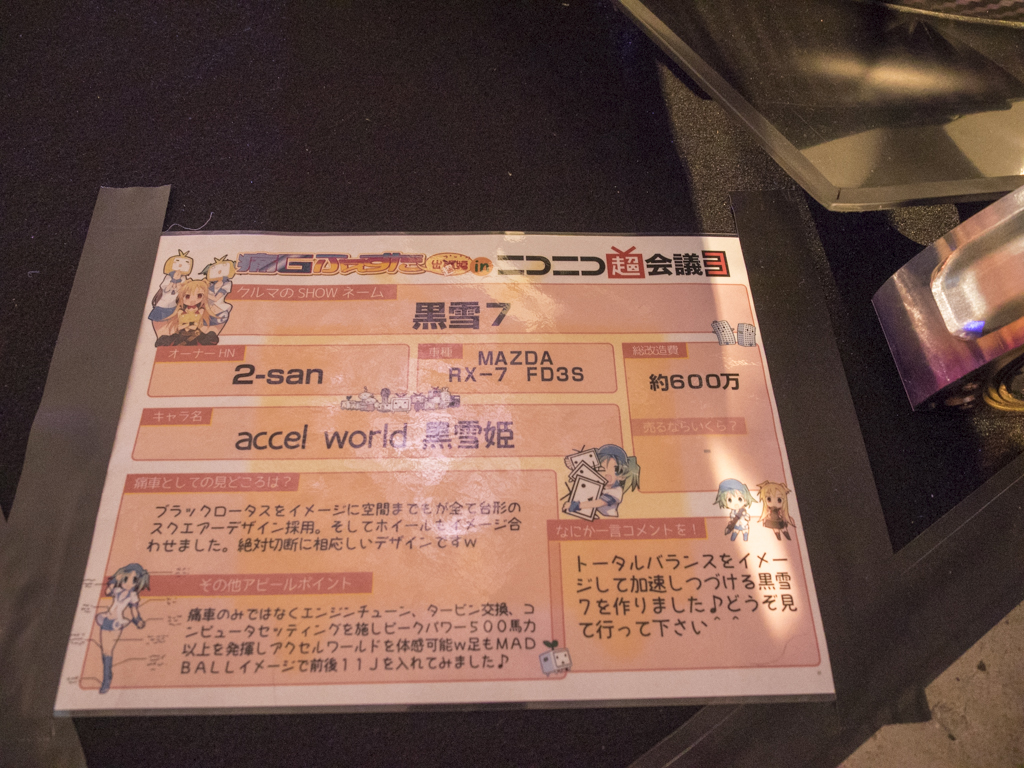 痛Gふぇすた 出張編 in ニコニコ超会議3
クルマのSHOWネーム
黒雪7
オーナーHN
2-san
車種
MAZDA
RX-7 FD3S
総改造費
約600万
キャラ名
accel world 黒雪姫
売るならいくら?
-
痛車としての見どころは?
ブラックロータスをイメージに空間までもが全て台形の
スクエアーデザイン採用。そしてホイールもイメージ合
わせました。絶対切断に相応しいデザインですw
なにか一言コメントを!
トータルバランスをイメー
ジして加速しつづける黒雪
7を作りました♪どうぞ見
て行って下さい^ ^
その他アピールポイント
痛車のみではなくエンジンチューン、タービン交換、コ
ンピュータセッティングを施しピークパワー500馬力
以上を発揮しアクセルワールドを体感可能w足もMAD
BALLイメージで前後11Jを入れてみました♪